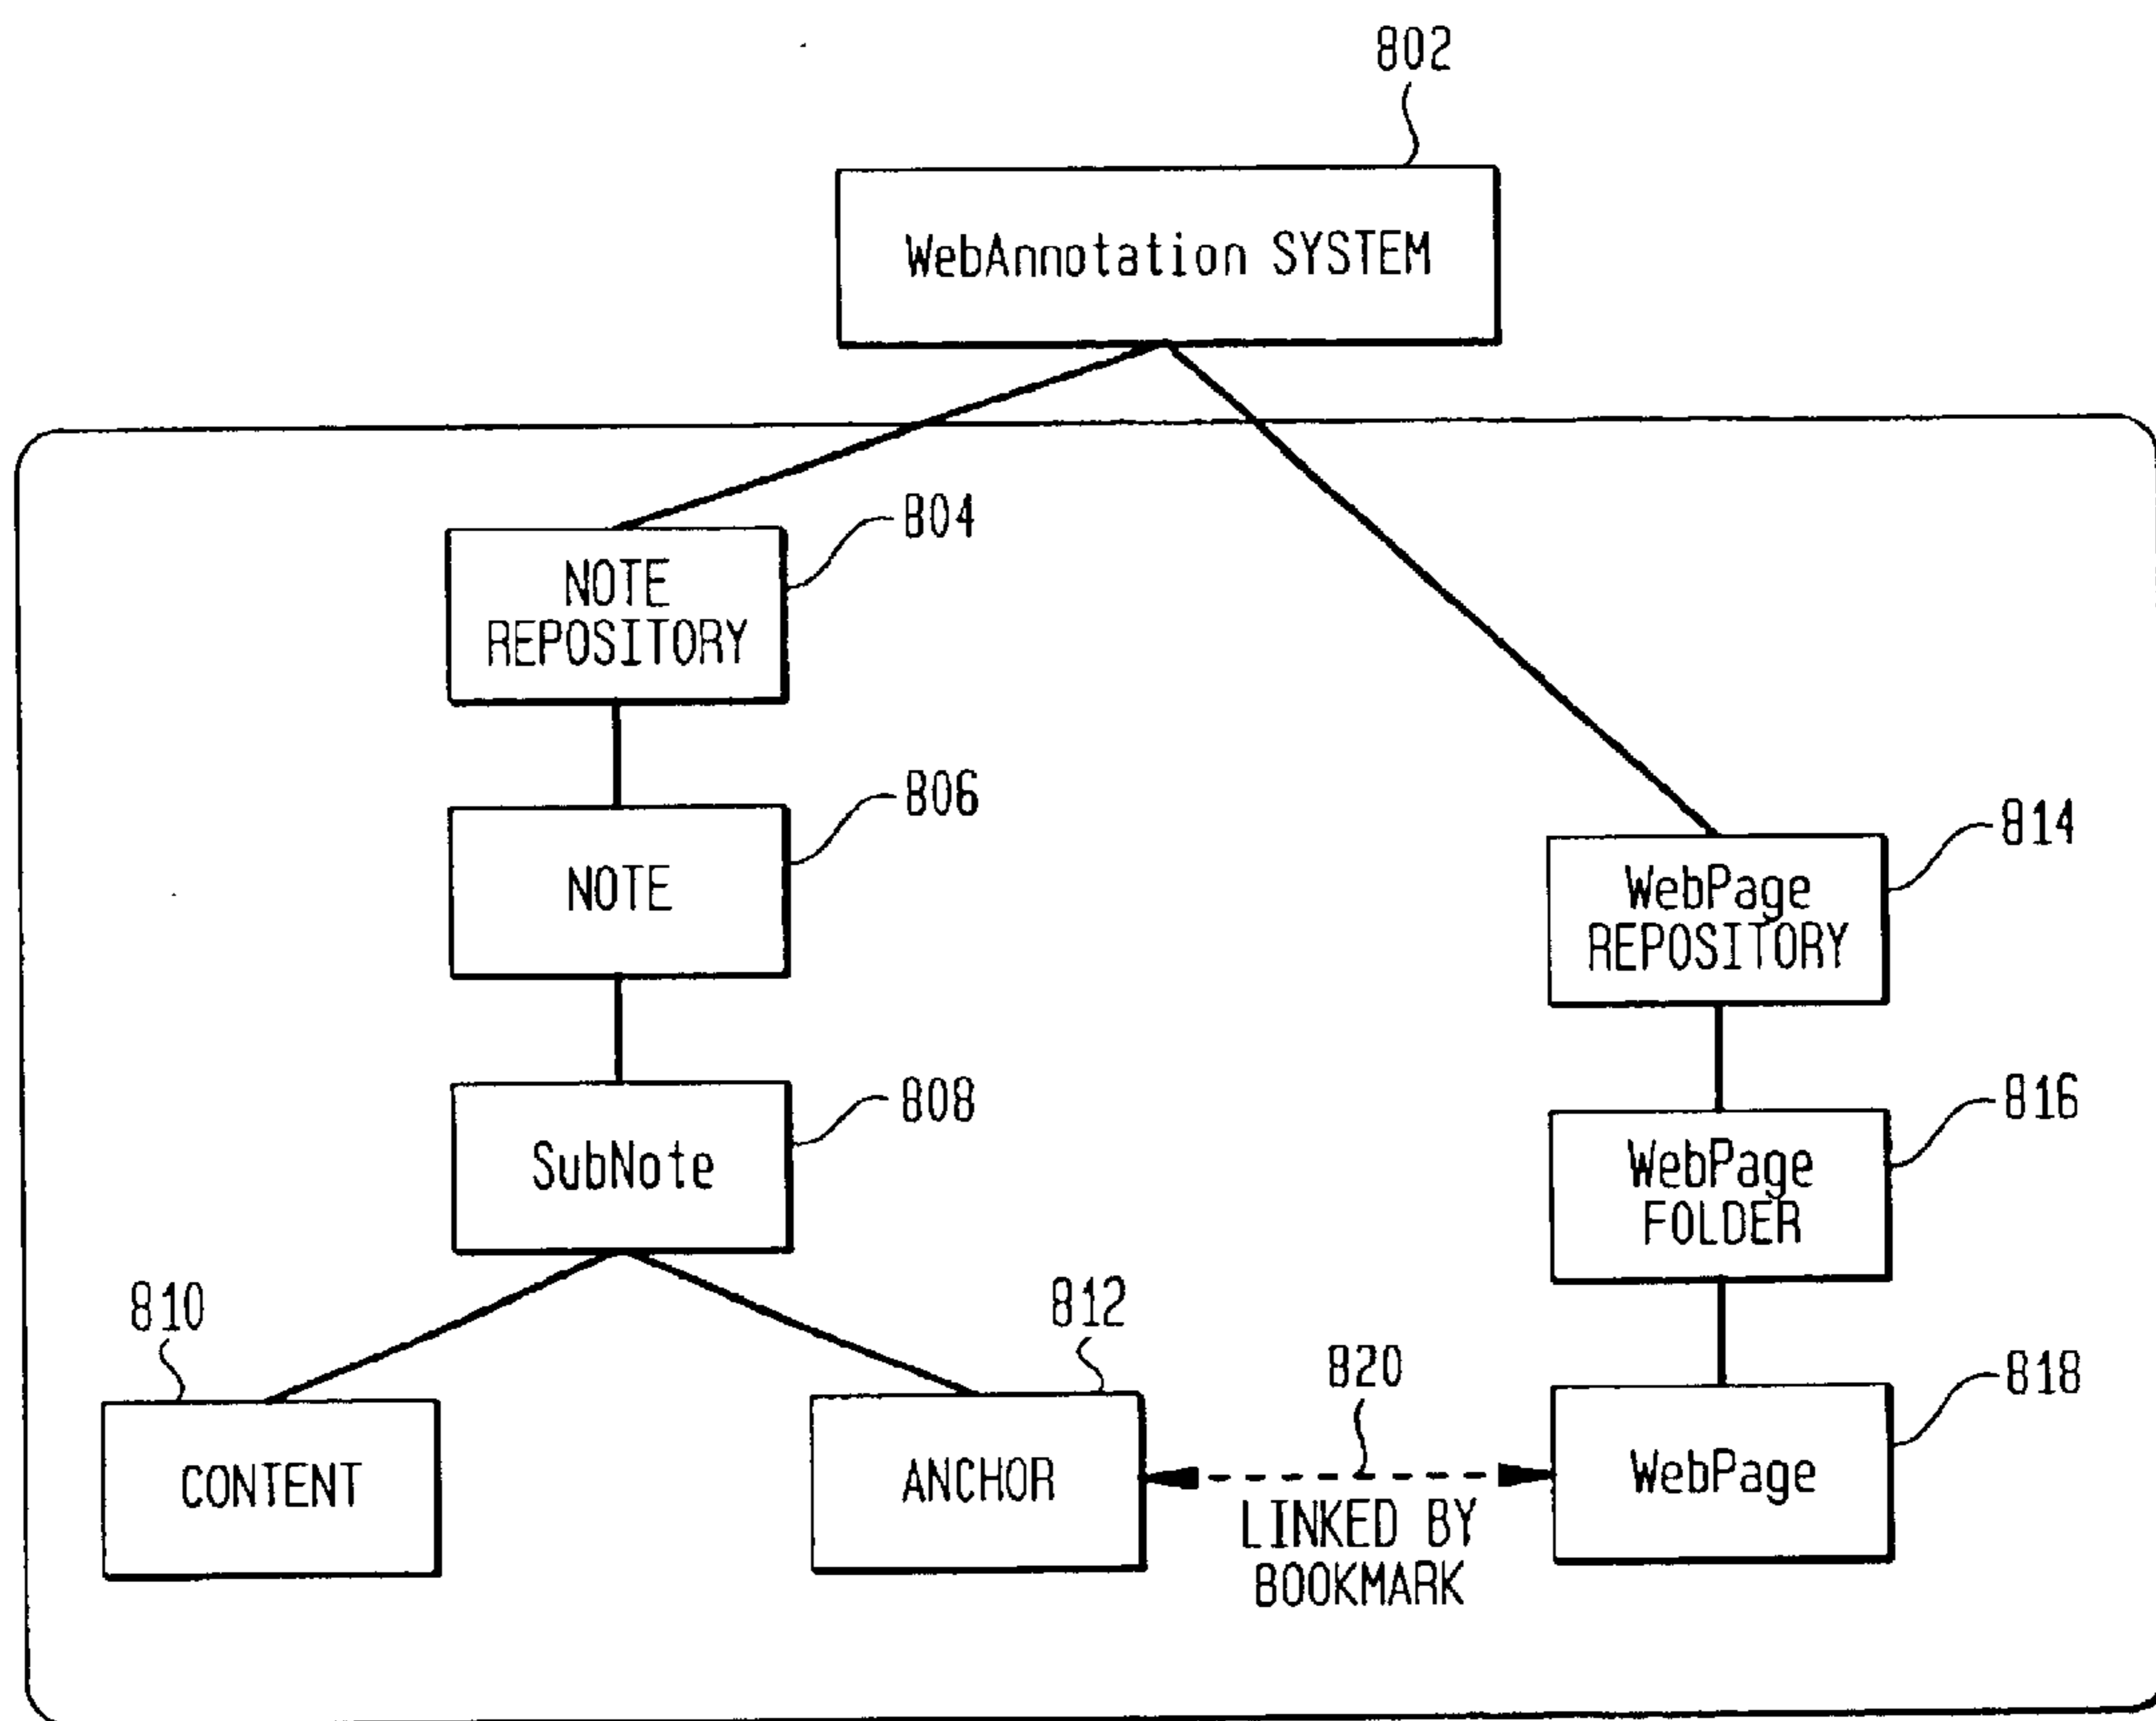 802
WebAnnotation SYSTEM
804
NOTE
REPOSITORY
806
NOTE
814
WebPage
REPOSITORY
808
SubNote
816
WebPage
FOLDER
810
CONTENT
812
ANCHOR
820
LINKED BY
BOOKMARK
818
WebPage